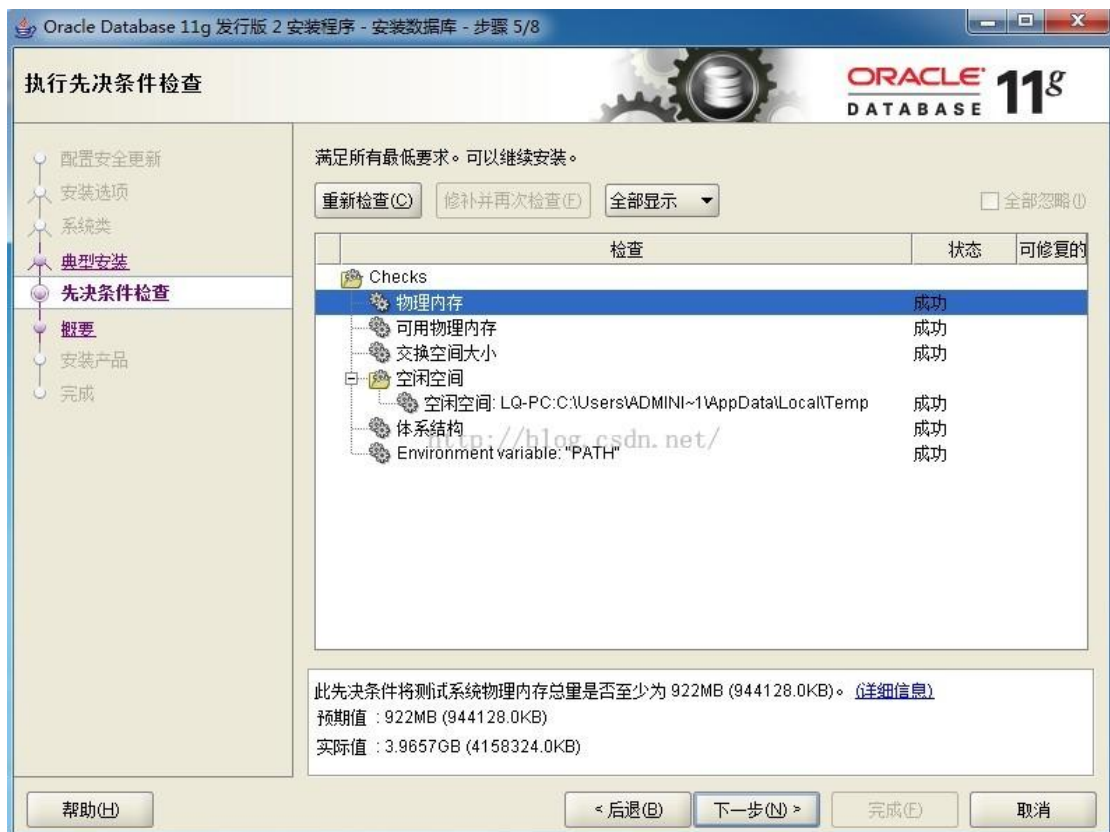 Oracle Database 11g 发行版 2 安装程序 - 安装数据库 - 步骤 5/8
执行先决条件检查
ORACLE 11g
DATABASE
配置安全更新
安装选项
系统类
典型安装
先决条件检查
概要
安装产品
完成
满足所有最低要求。可以继续安装。
重新检查(C) 修补并再次检查(F) 全部显示 全部忽略(I)
检查 状态 可修复的
Checks
物理内存 成功
可用物理内存 成功
交换空间大小 成功
空闲空间
空闲空间: LQ-PC:C:\Users\ADMINI~1\AppData\Local\Temp 成功
体系结构 成功
http://blog.csdn.net/
Environment variable: "PATH" 成功
此先决条件将测试系统物理内存总量是否至少为 922MB (944128.0KB)。 (详细信息)
预期值 : 922MB (944128.0KB)
实际值 : 3.9657GB (4158324.0KB)
帮助(H) < 后退(B) 下一步(N) > 完成(F) 取消